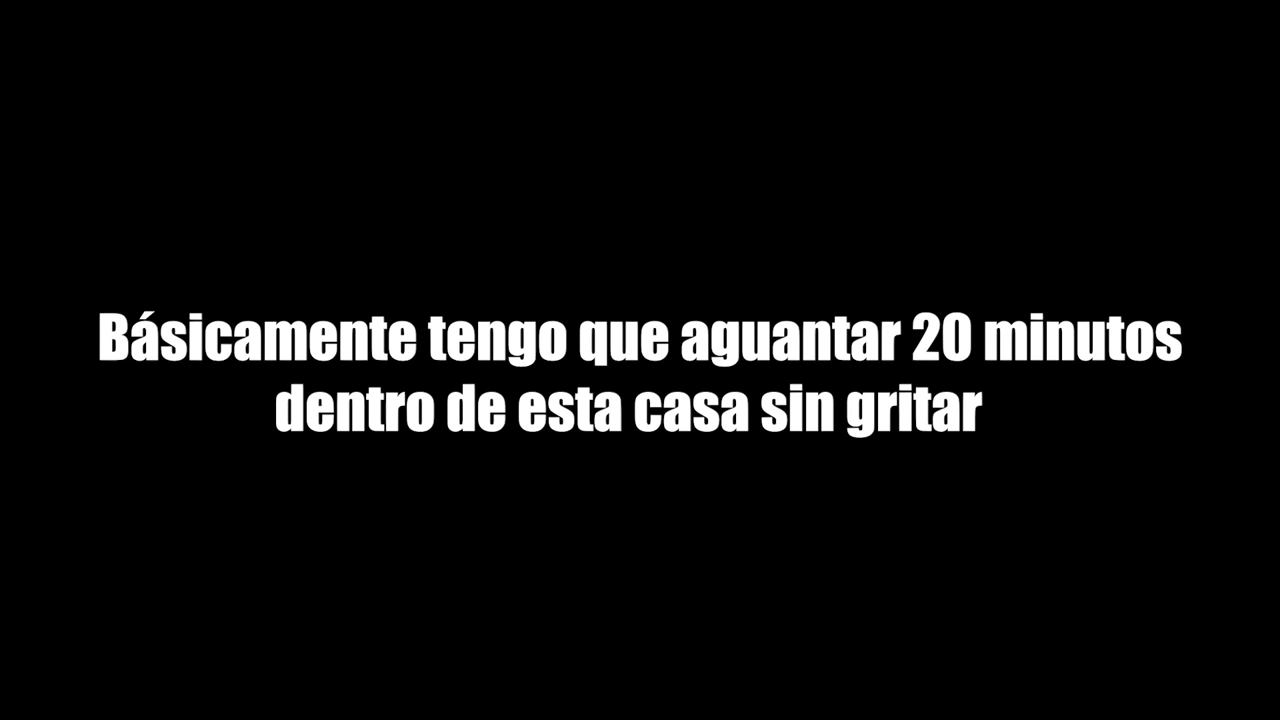 Básicamente tengo que aguantar 20 minutos
dentro de esta casa sin gritar